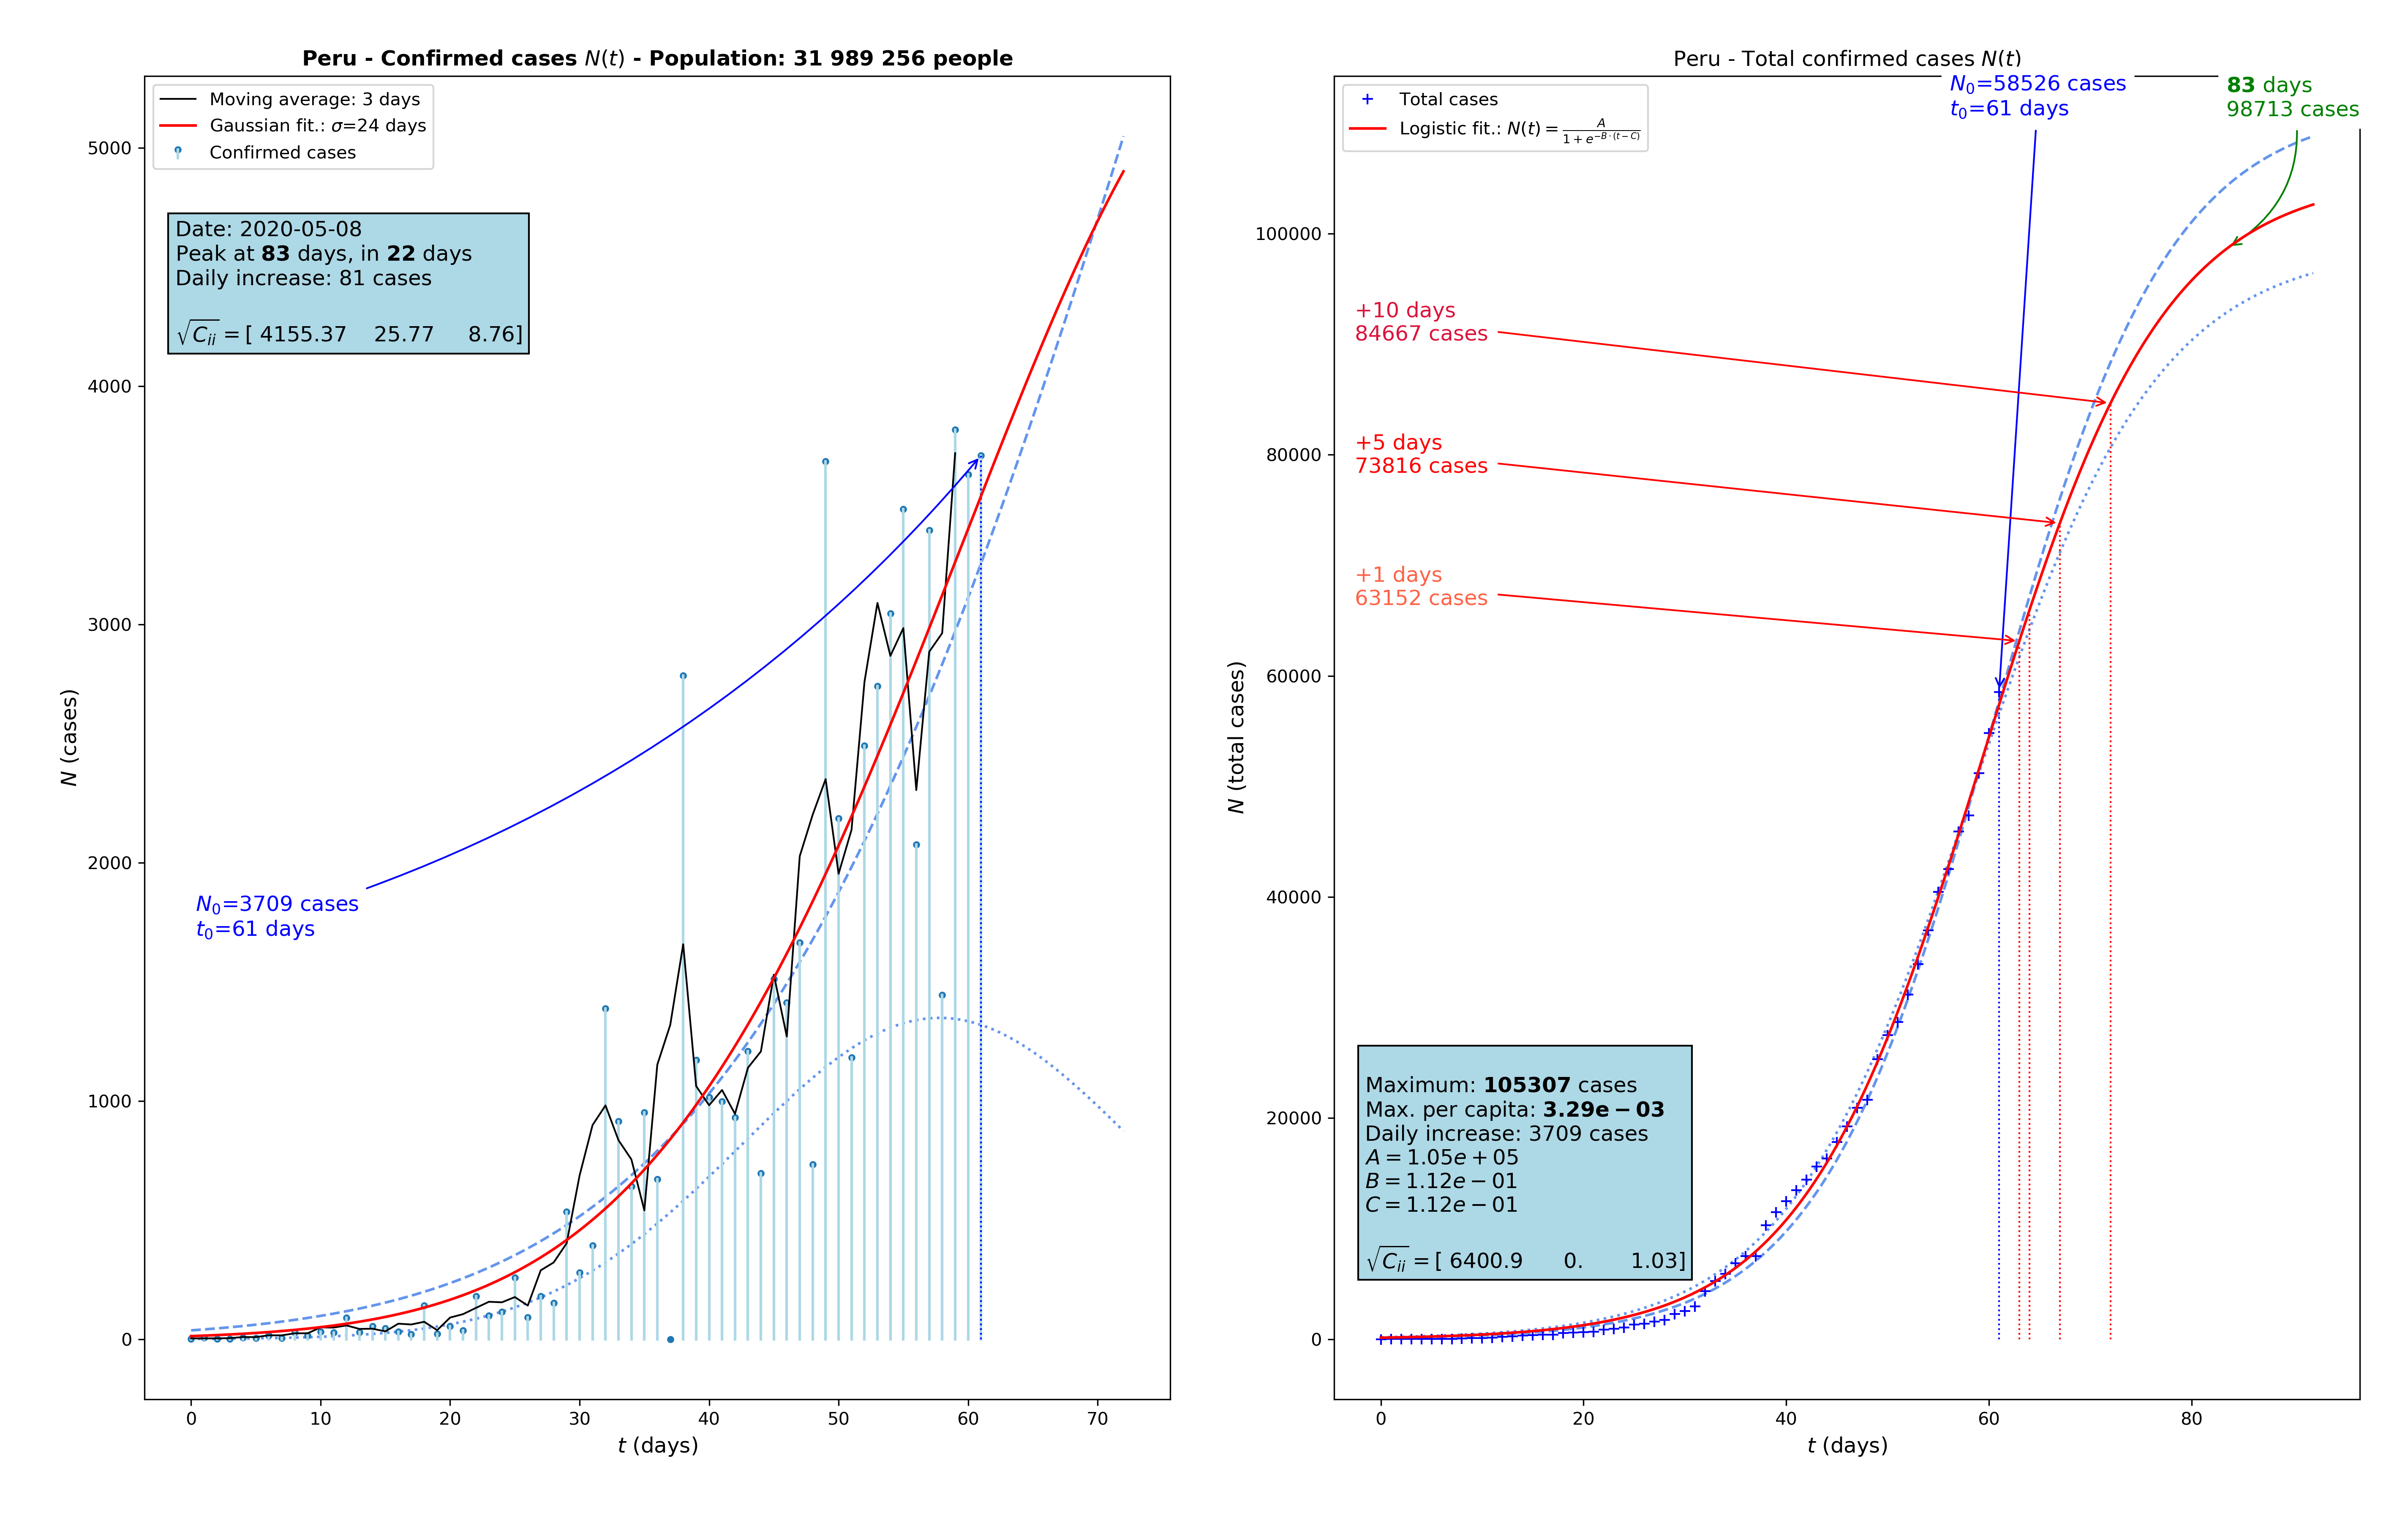 Peru - Confirmed cases N(t) - Population: 31 989 256 people
Moving average: 3 days
Gaussian fit.: σ=24 days
Confirmed cases
Date: 2020-05-08
Peak at 83 days, in 22 days
Daily increase: 81 cases
√C_ii = [ 4155.37 25.77 8.76]
N_0=3709 cases
t_0=61 days
5000
4000
3000
2000
1000
0
N (cases)
0 10 20 30 40 50 60 70
t (days)
Peru - Total confirmed cases N(t)
N_0=58526 cases
t_0=61 days
83 days
98713 cases
Total cases
Logistic fit.: N(t) = A / (1 + e^{-B·(t-C)})
+10 days
84667 cases
+5 days
73816 cases
+1 days
63152 cases
Maximum: 105307 cases
Max. per capita: 3.29e − 03
Daily increase: 3709 cases
A = 1.05e + 05
B = 1.12e − 01
C = 1.12e − 01
√C_ii = [ 6400.9 0. 1.03]
100000
80000
60000
40000
20000
0
N (total cases)
0 20 40 60 80
t (days)